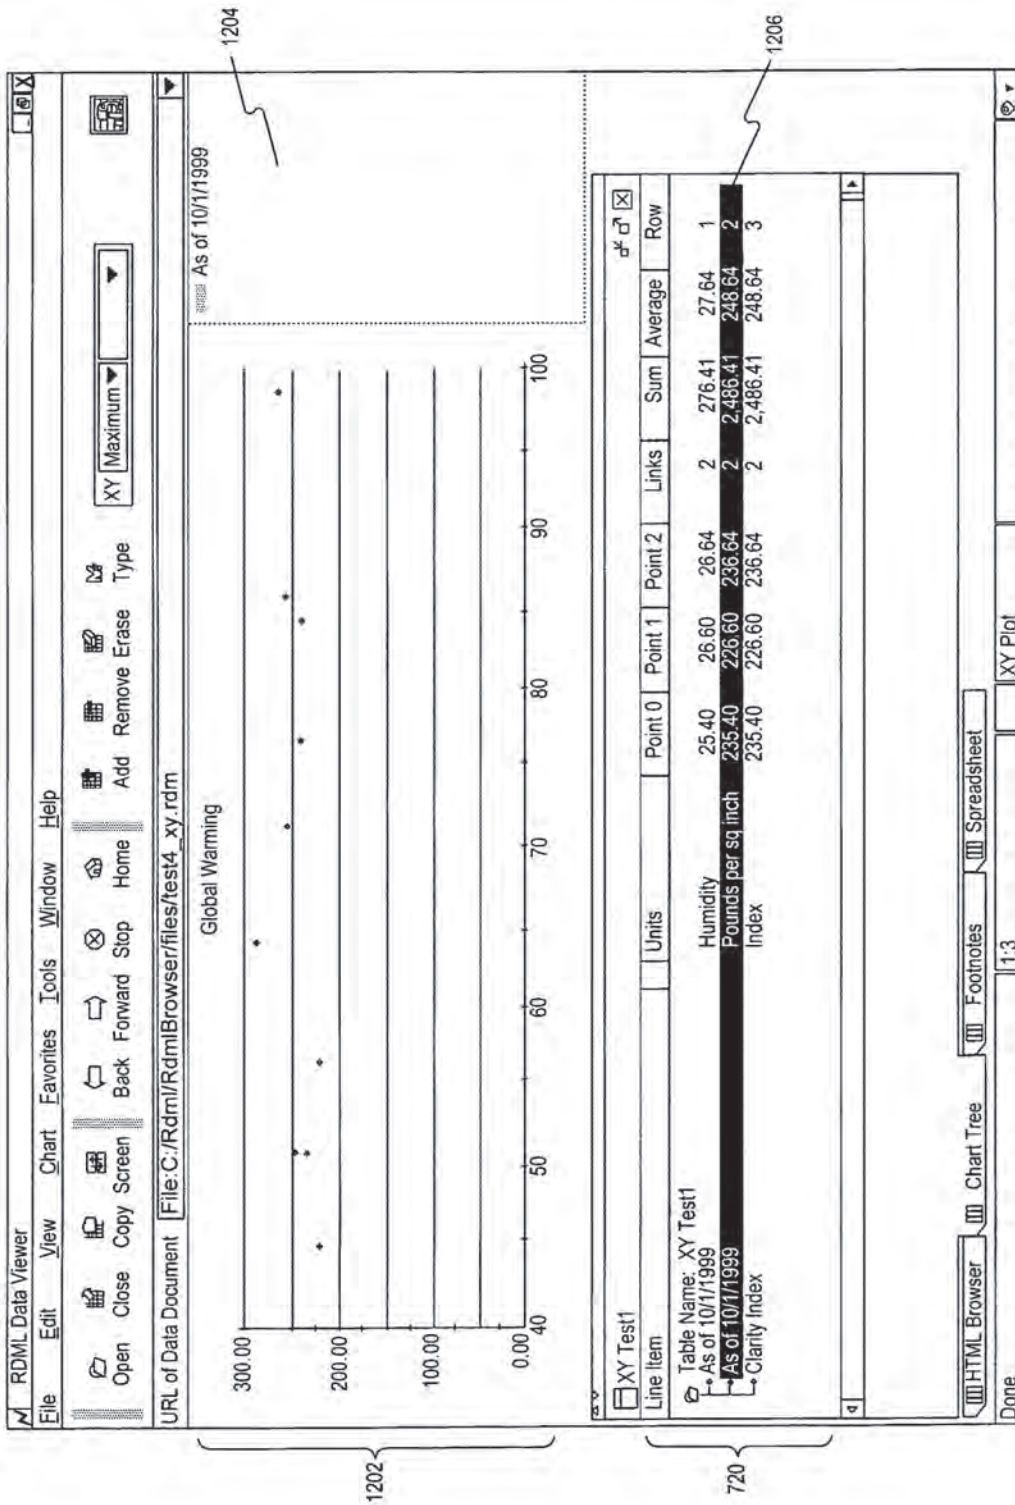 RDML Data Viewer
File Edit View Chart Favorites Tools Window Help
Open Close Copy Screen Back Forward Stop Home Add Remove Erase Type XY Maximum
URL of Data Document File:C:/Rdml/RdmlBrowser/files/test4_xy.rdm
Global Warming
As of 10/1/1999
1204
300.00
200.00
100.00
0.00
40 50 60 70 80 90 100
1202
XY Test1
Line Item Units Point 0 Point 1 Point 2 Links Sum Average Row
Table Name: XY Test1
As of 10/1/1999 Humidity 25.40 26.60 26.64 2 276.41 27.64 1
As of 10/1/1999 Pounds per sq inch 235.40 226.60 236.64 2 2,486.41 248.64 2
Clarity Index Index 235.40 226.60 236.64 2 2,486.41 248.64 3
1206
720
HTML Browser Chart Tree Footnotes Spreadsheet
Done 1:3 XY Plot